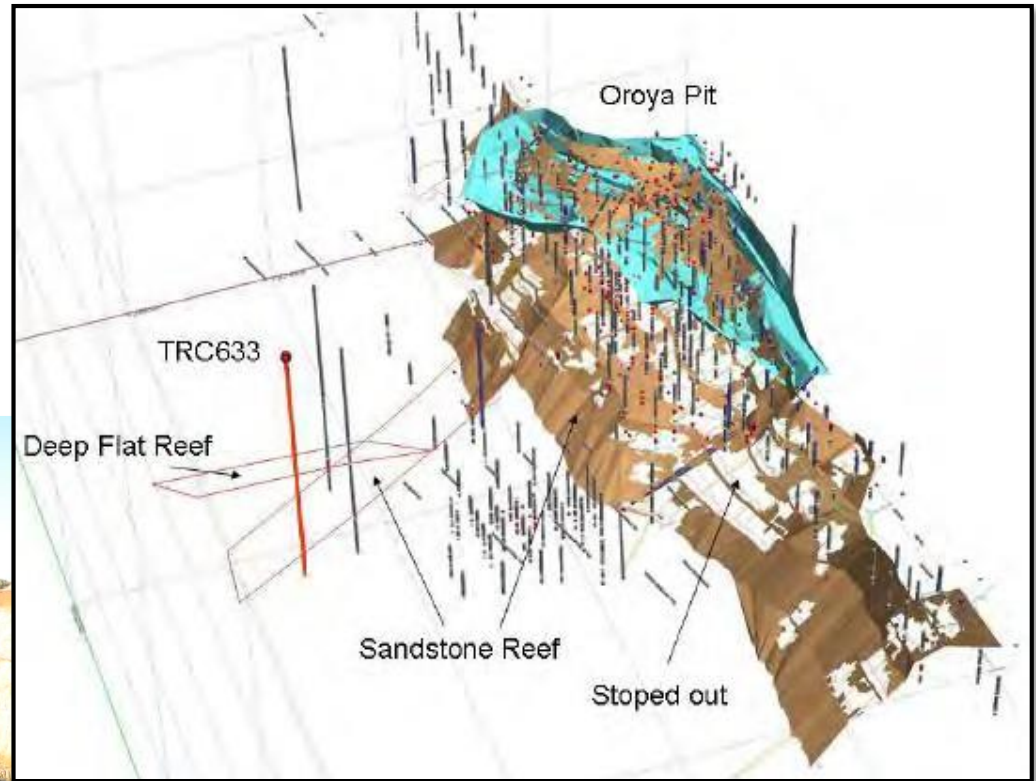 Oroya Pit
TRC633
Deep Flat Reef
Sandstone Reef
Stoped out